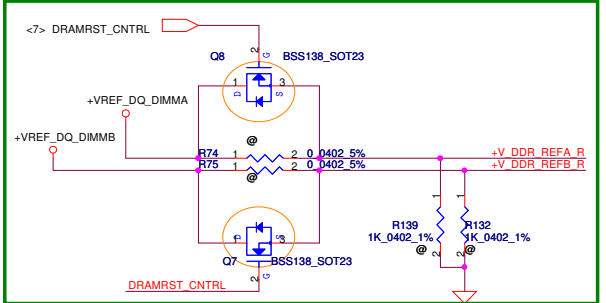 <7> DRAMRST_CNTRL
Q8 BSS138_SOT23
2 G
1 D S 3
+VREF_DQ_DIMMA
+VREF_DQ_DIMMB
@
R74 1 2 0_0402_5% +V_DDR_REFA_R
R75 1 2 0_0402_5% +V_DDR_REFB_R
@
1 1
R139 R132
1K_0402_1% 1K_0402_1%
@ 2 @ 2
1 D S 3
Q7 BSS138_SOT23
2 G
DRAMRST_CNTRL